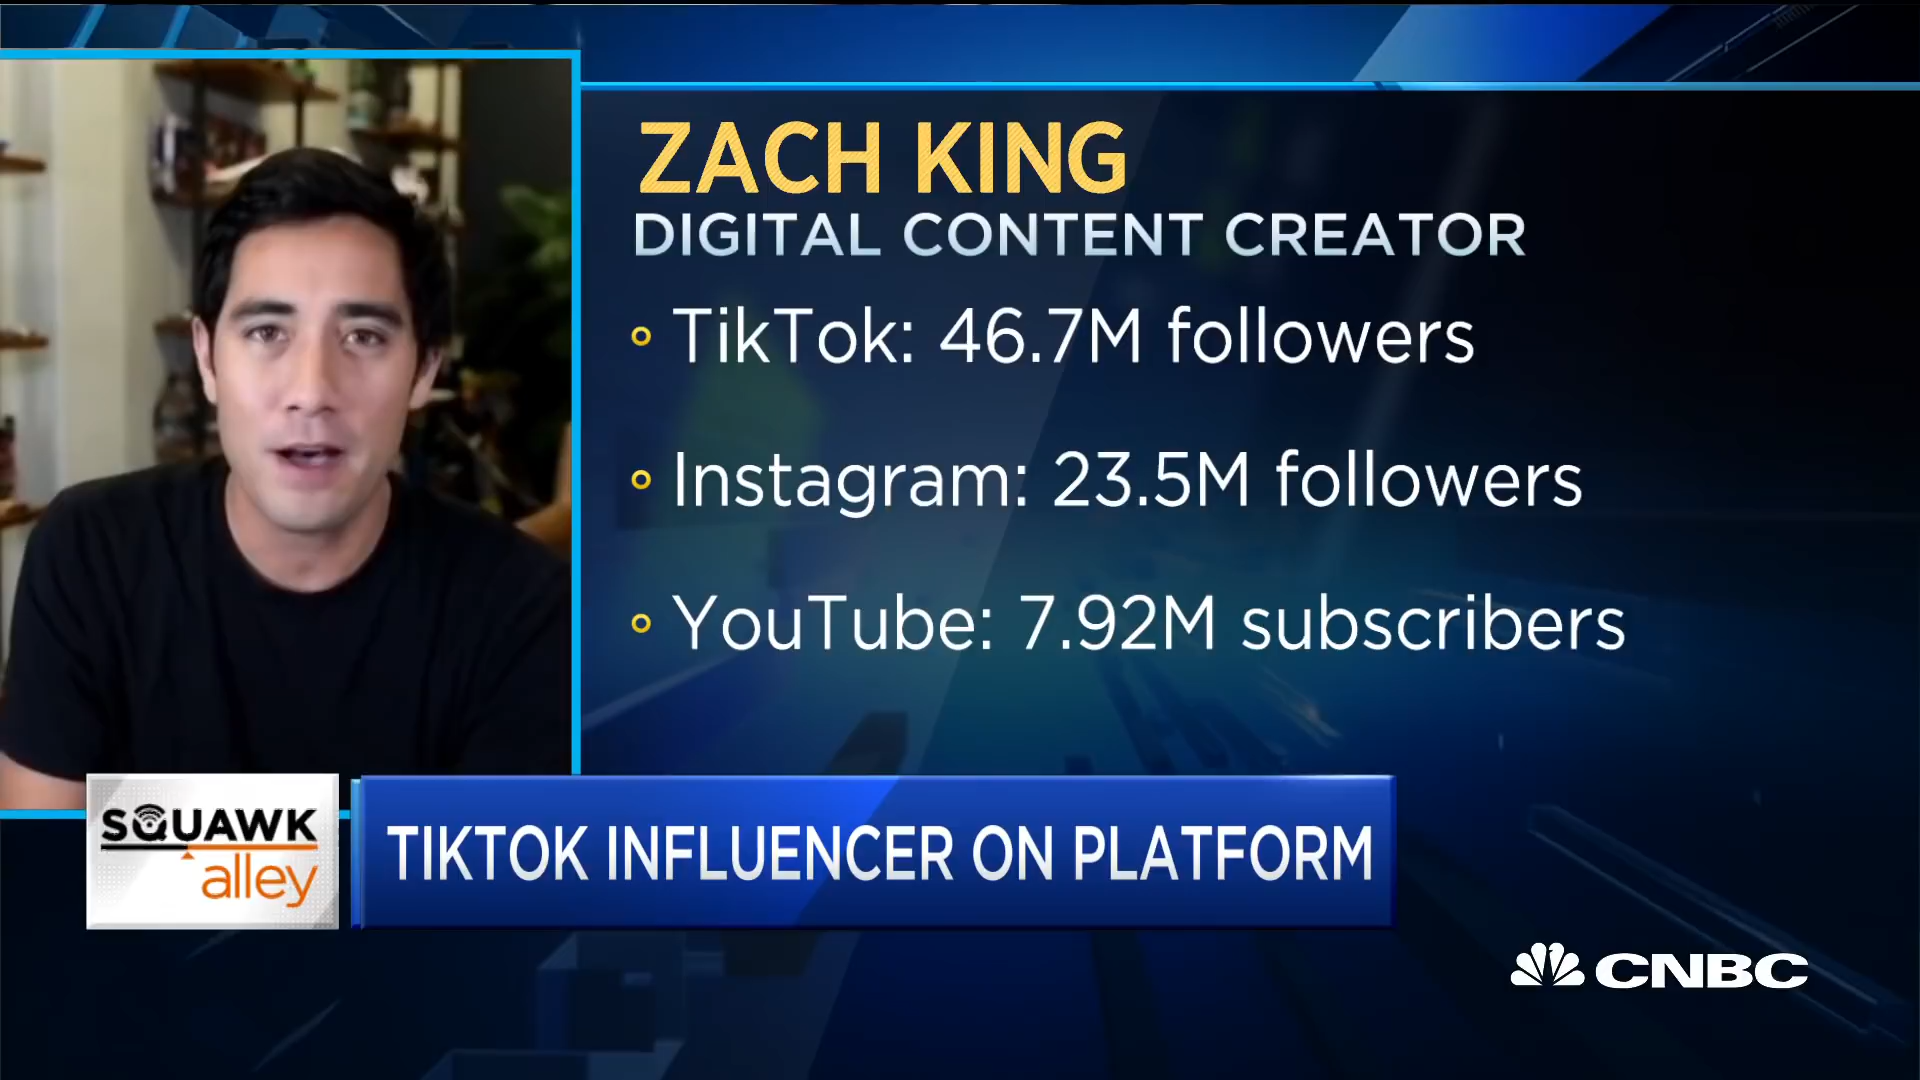 ZACH KING
DIGITAL CONTENT CREATOR
TikTok: 46.7M followers
Instagram: 23.5M followers
YouTube: 7.92M subscribers
SQUAWK
alley
TIKTOK INFLUENCER ON PLATFORM
CNBC